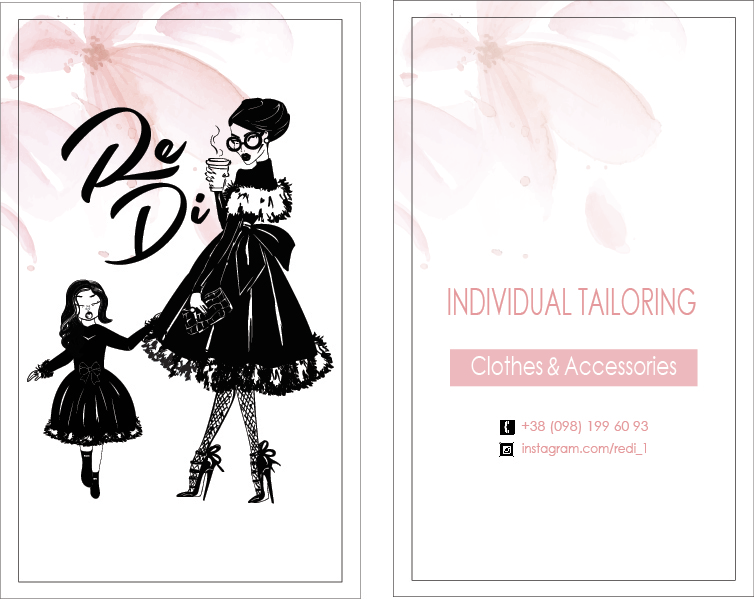 Re
Di
INDIVIDUAL TAILORING
Clothes & Accessories
+38 (098) 199 60 93
instagram.com/redi_1